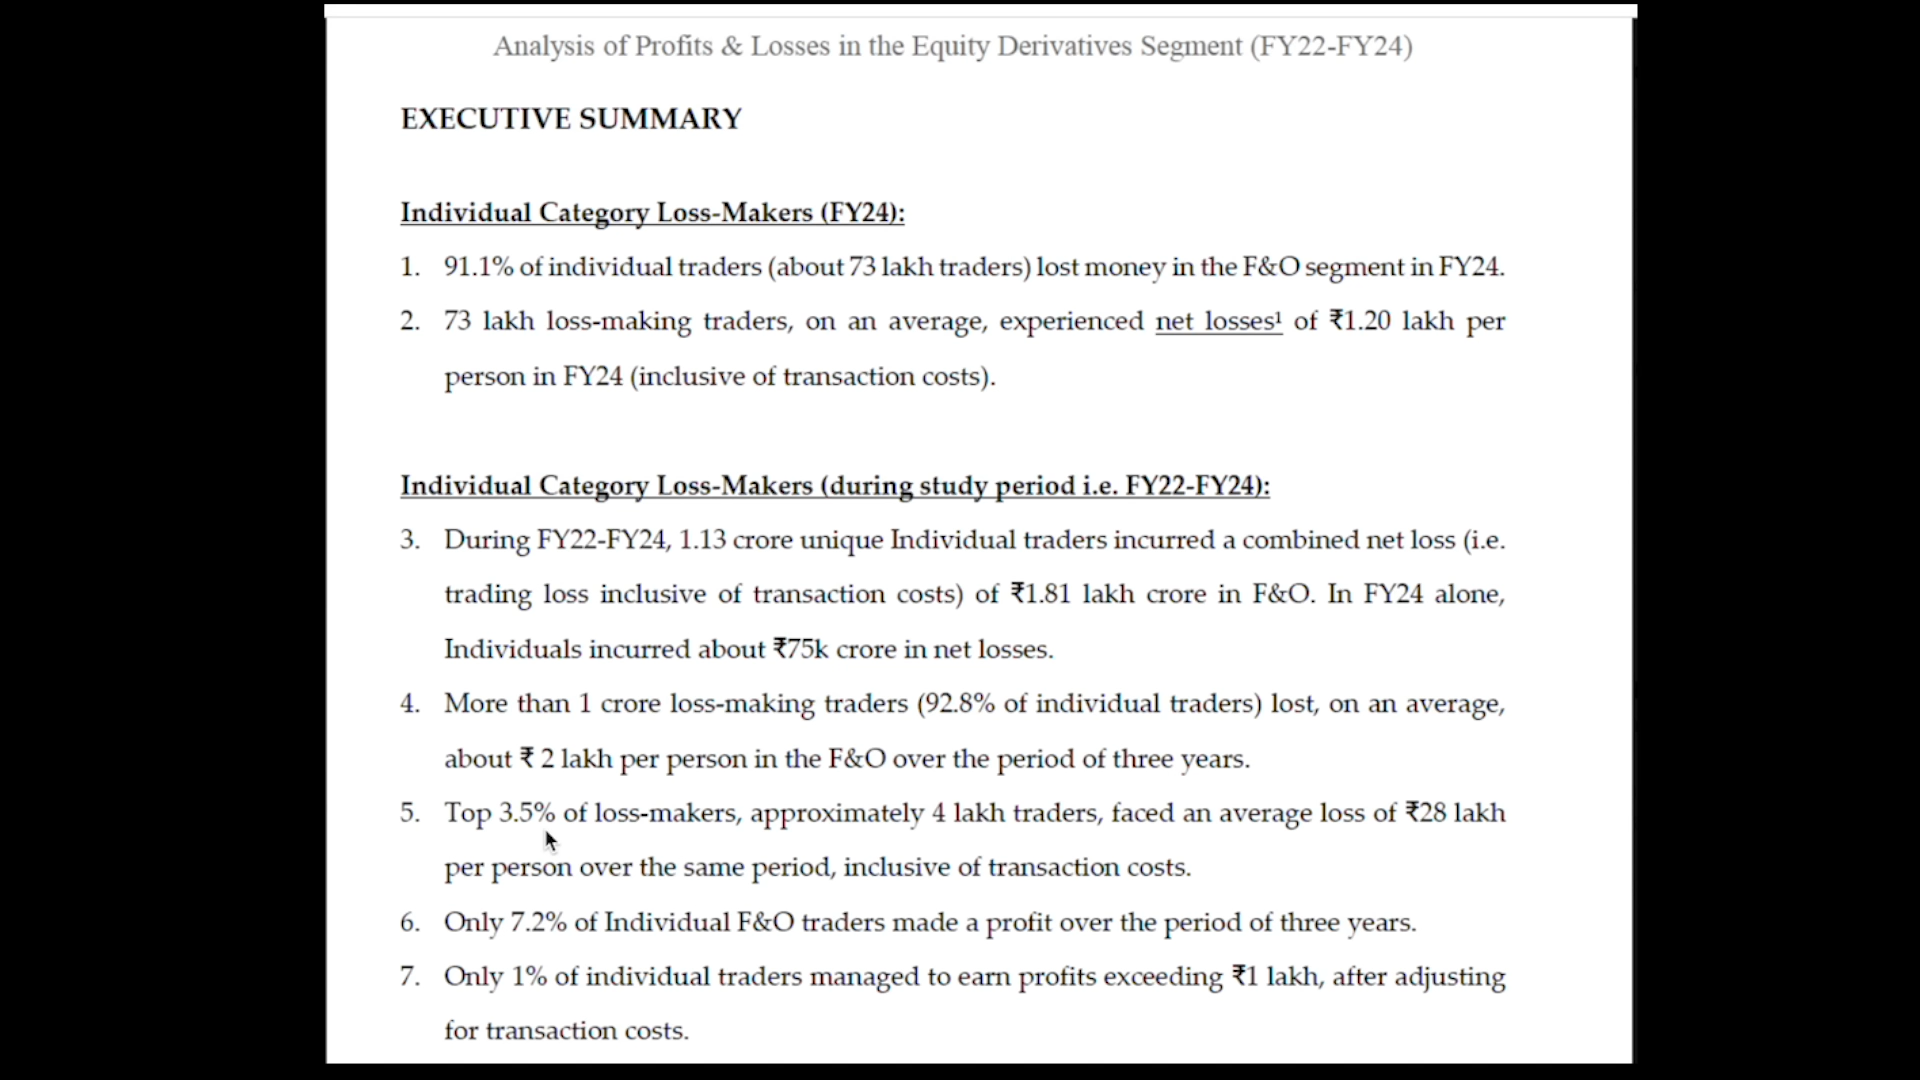 Analysis of Profits & Losses in the Equity Derivatives Segment (FY22-FY24)
EXECUTIVE SUMMARY
Individual Category Loss-Makers (FY24):
1. 91.1% of individual traders (about 73 lakh traders) lost money in the F&O segment in FY24.
2. 73 lakh loss-making traders, on an average, experienced net losses¹ of ₹1.20 lakh per
person in FY24 (inclusive of transaction costs).
Individual Category Loss-Makers (during study period i.e. FY22-FY24):
3. During FY22-FY24, 1.13 crore unique Individual traders incurred a combined net loss (i.e.
trading loss inclusive of transaction costs) of ₹1.81 lakh crore in F&O. In FY24 alone,
Individuals incurred about ₹75k crore in net losses.
4. More than 1 crore loss-making traders (92.8% of individual traders) lost, on an average,
about ₹ 2 lakh per person in the F&O over the period of three years.
5. Top 3.5% of loss-makers, approximately 4 lakh traders, faced an average loss of ₹28 lakh
per person over the same period, inclusive of transaction costs.
6. Only 7.2% of Individual F&O traders made a profit over the period of three years.
7. Only 1% of individual traders managed to earn profits exceeding ₹1 lakh, after adjusting
for transaction costs.